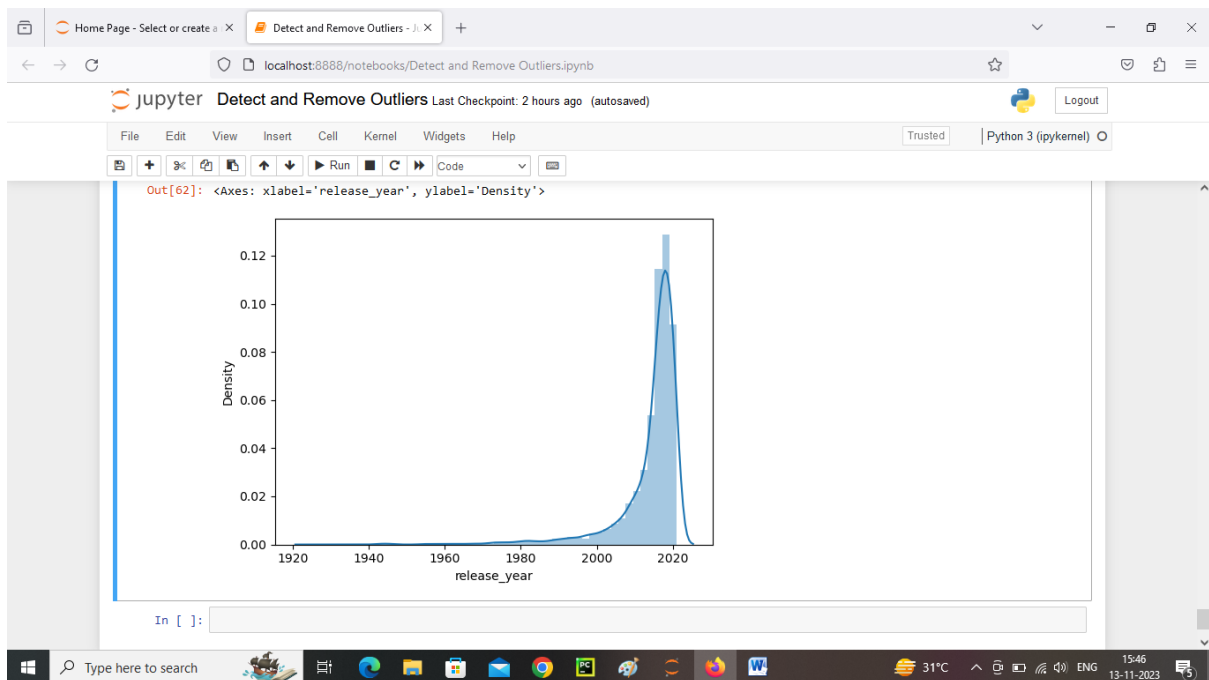 Home Page - Select or create a
Detect and Remove Outliers - Ju
localhost:8888/notebooks/Detect and Remove Outliers.ipynb
jupyter Detect and Remove Outliers Last Checkpoint: 2 hours ago (autosaved)
Logout
File Edit View Insert Cell Kernel Widgets Help
Trusted Python 3 (ipykernel)
Run Code
Out[62]: <Axes: xlabel='release_year', ylabel='Density'>
0.12
0.10
0.08
0.06
0.04
0.02
0.00
Density
1920 1940 1960 1980 2000 2020
release_year
In [ ]:
Type here to search
PC
W
31°C
ENG
15:46
13-11-2023
5